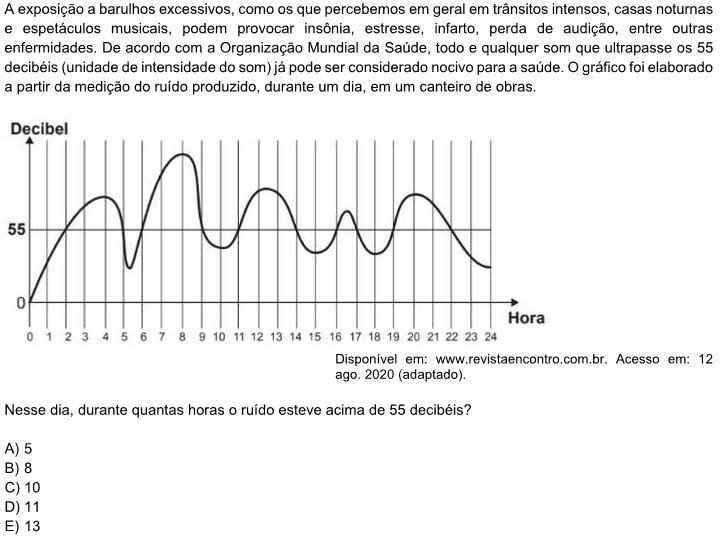 A exposição a barulhos excessivos, como os que percebemos em geral em trânsitos intensos, casas noturnas
e espetáculos musicais, podem provocar insônia, estresse, infarto, perda de audição, entre outras
enfermidades. De acordo com a Organização Mundial da Saúde, todo e qualquer som que ultrapasse os 55
decibéis (unidade de intensidade do som) já pode ser considerado nocivo para a saúde. O gráfico foi elaborado
a partir da medição do ruído produzido, durante um dia, em um canteiro de obras.
Decibel
55
0
Hora
0 1 2 3 4 5 6 7 8 9 10 11 12 13 14 15 16 17 18 19 20 21 22 23 24
Disponível em: www.revistaencontro.com.br. Acesso em: 12
ago. 2020 (adaptado).
Nesse dia, durante quantas horas o ruído esteve acima de 55 decibéis?
A) 5
B) 8
C) 10
D) 11
E) 13